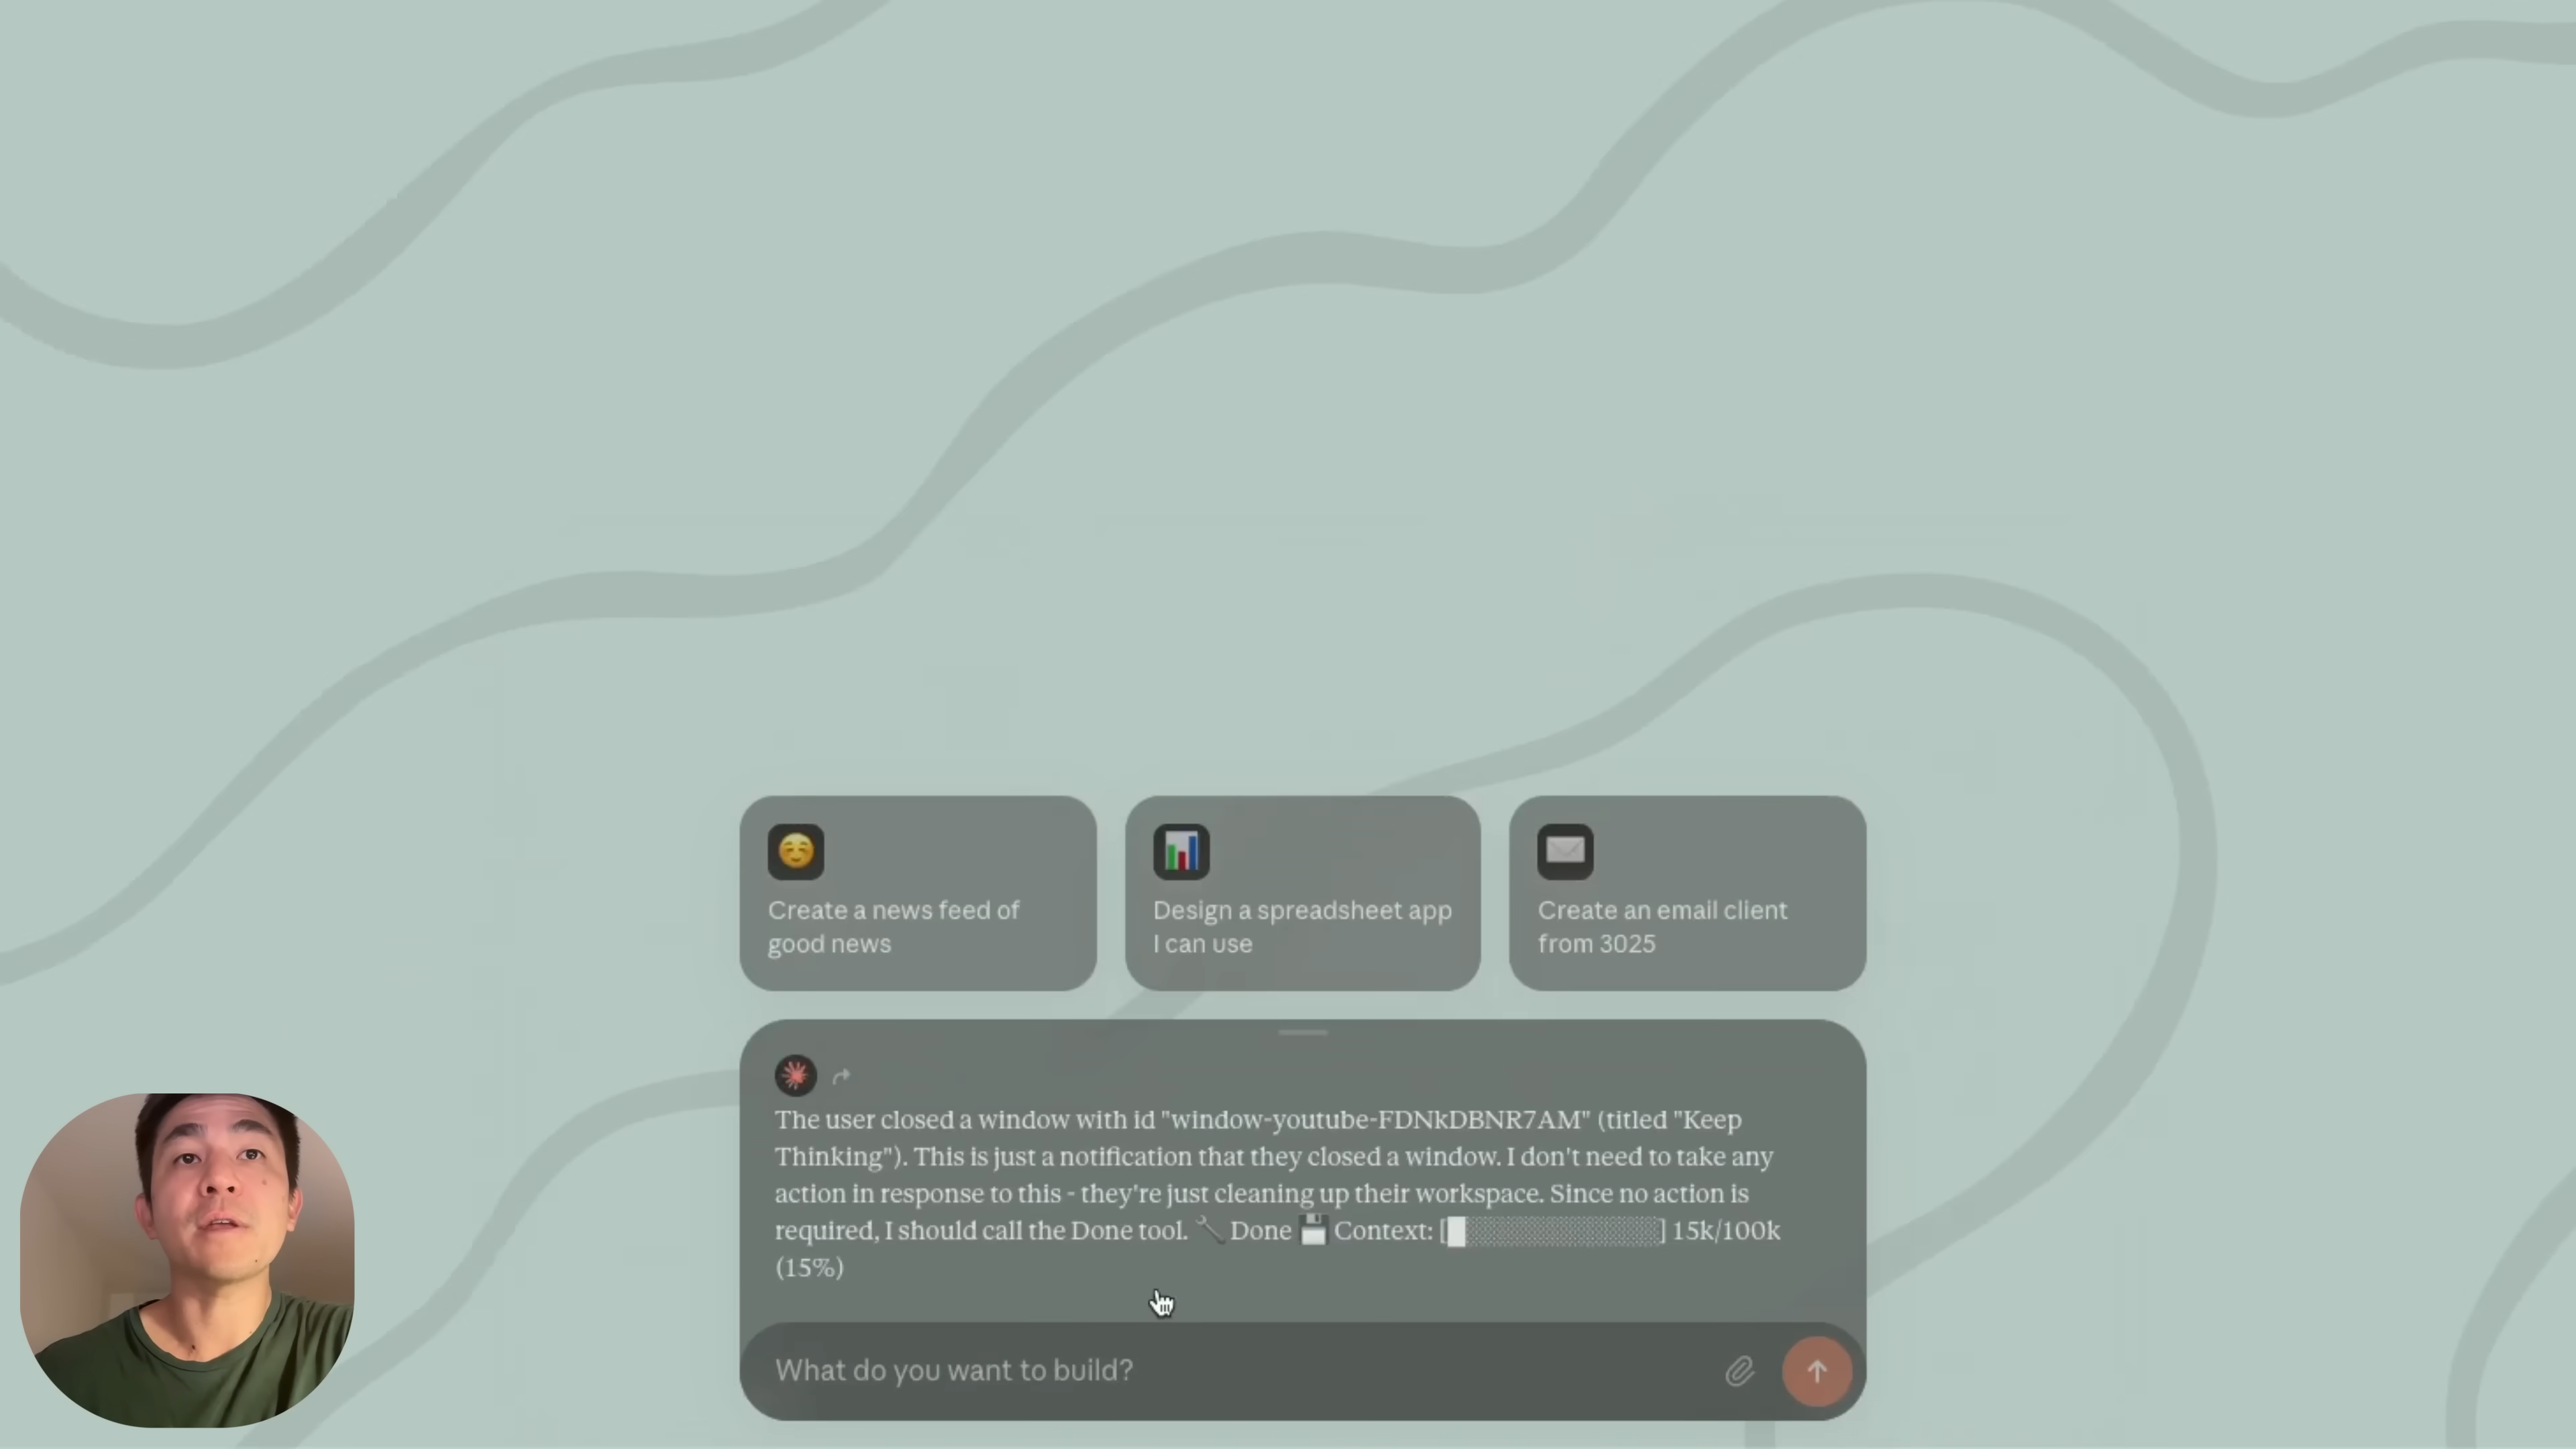 Create a news feed of
good news
Design a spreadsheet app
I can use
Create an email client
from 3025
The user closed a window with id "window-youtube-FDNkDBNR7AM" (titled "Keep
Thinking"). This is just a notification that they closed a window. I don't need to take any
action in response to this - they're just cleaning up their workspace. Since no action is
required, I should call the Done tool. 🔧 Done 💾 Context: [█░░░░░░░░░] 15k/100k
(15%)
What do you want to build?